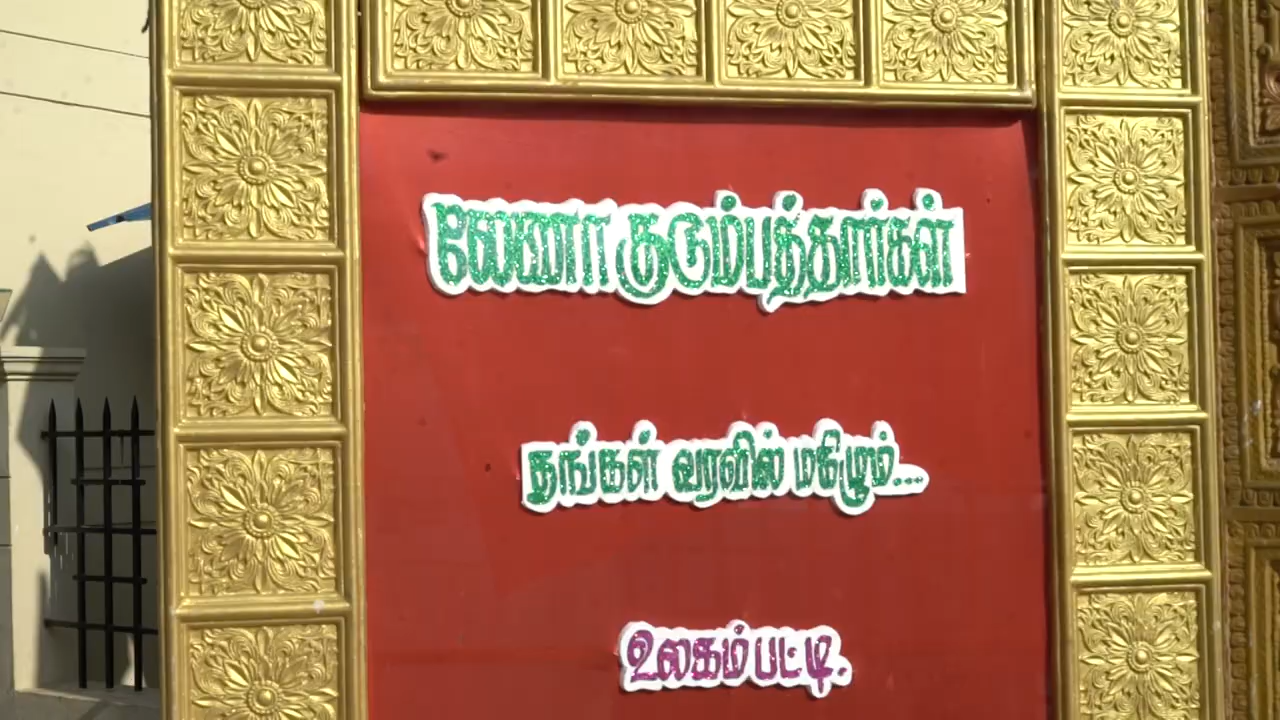 லேணா குடும்பத்தார்கள்
தங்கள் வரவில் மகிழும்...
உலகம்பட்டி.